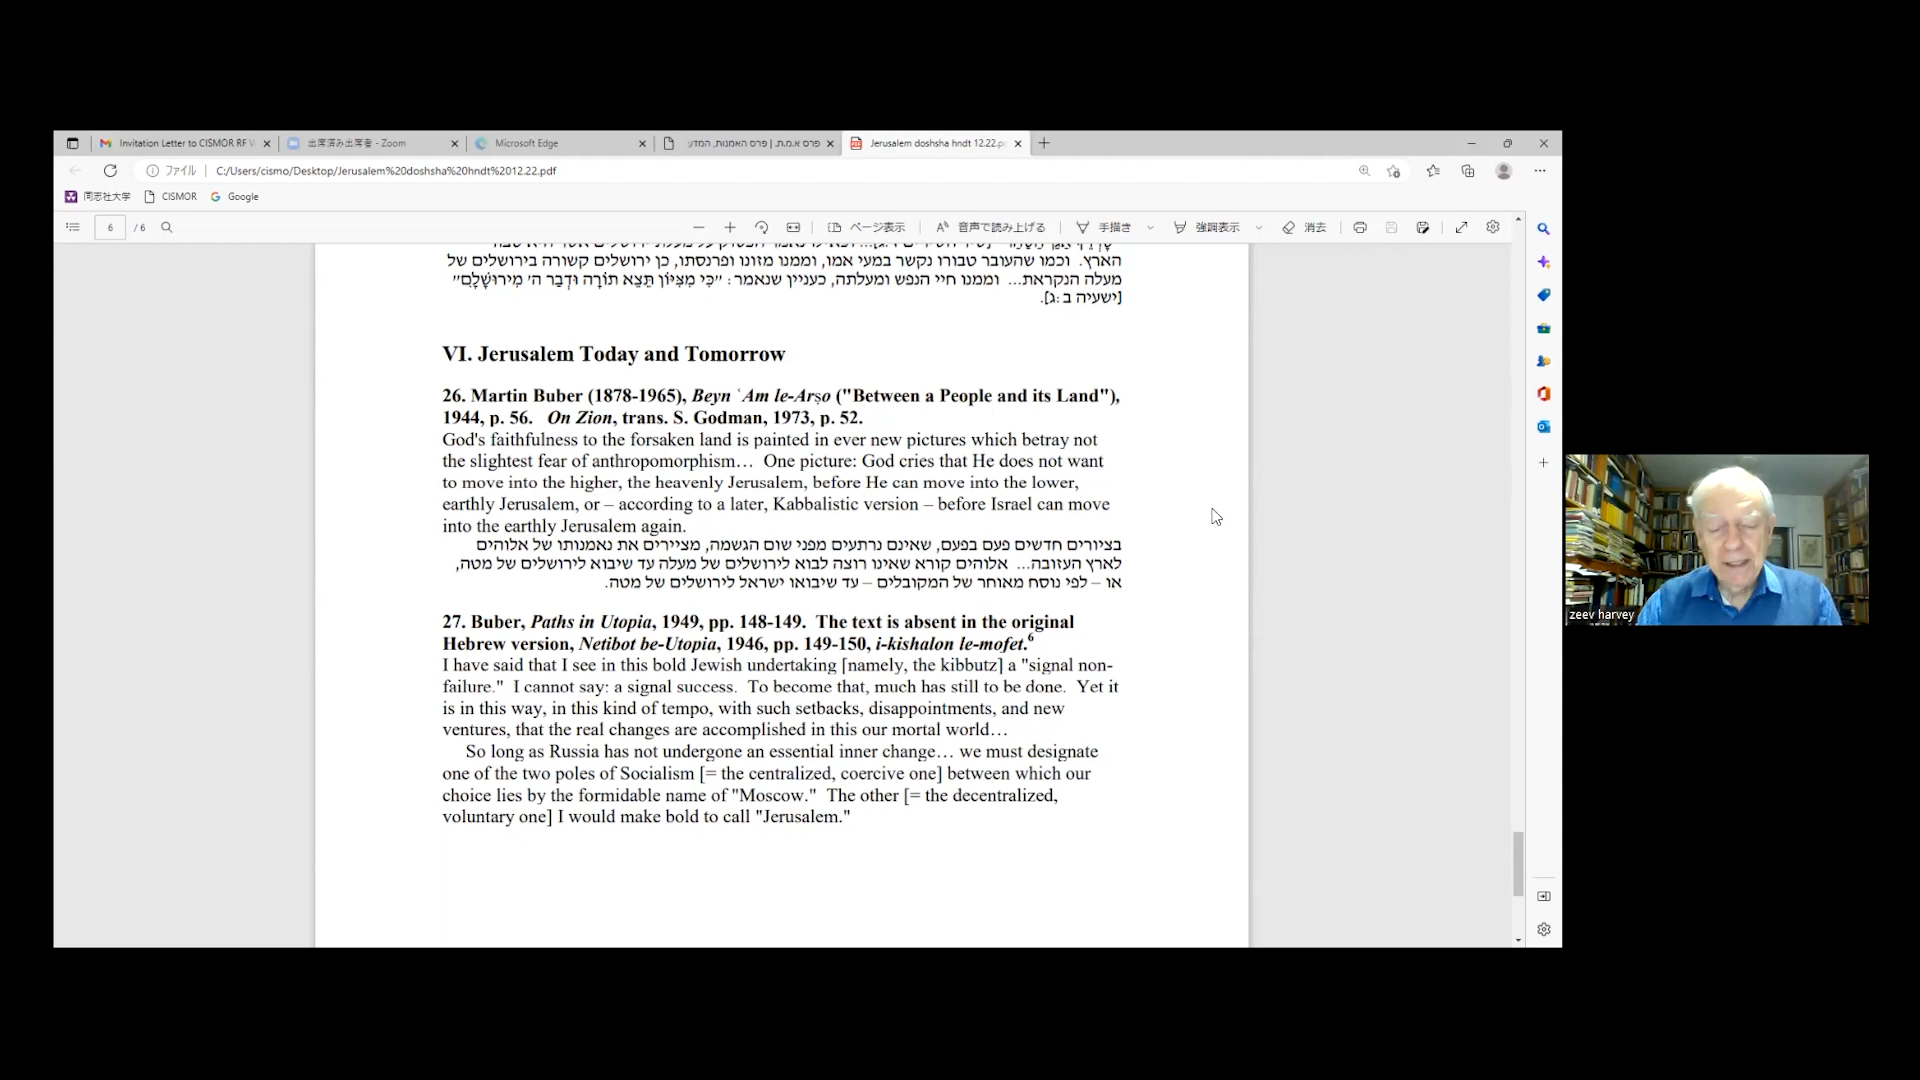 Invitation Letter to CISMOR RF
出席済み出席者 - Zoom
Microsoft Edge
פרס א.מ.ת. | פרס האמנות, המדע
Jerusalem doshsha hndt 12.22.p
ファイル
C:/Users/cismo/Desktop/Jerusalem%20doshsha%20hndt%2012.22.pdf
同志社大学
CISMOR
Google
6 / 6
ページ表示
音声で読み上げる
手描き
強調表示
消去
הארץ. וכמו שהעובר טבורו נקשר במעי אמו, וממנו מזונו ופרנסתו, כן ירושלים קשורה בירושלים של
מעלה הנקראת... וממנו חיי הנפש ומעלתה, כעניין שנאמר: "כִּי מִצִּיּוֹן תֵּצֵא תוֹרָה וּדְבַר ה' מִירוּשָׁלָםִ"
[ישעיה ב:ג].
VI. Jerusalem Today and Tomorrow
26. Martin Buber (1878-1965), Beyn ʿAm le-Arṣo ("Between a People and its Land"),
1944, p. 56. On Zion, trans. S. Godman, 1973, p. 52.
God's faithfulness to the forsaken land is painted in ever new pictures which betray not
the slightest fear of anthropomorphism… One picture: God cries that He does not want
to move into the higher, the heavenly Jerusalem, before He can move into the lower,
earthly Jerusalem, or – according to a later, Kabbalistic version – before Israel can move
into the earthly Jerusalem again.
בציורים חדשים פעם בפעם, שאינם נרתעים מפני שום הגשמה, מציירים את נאמנותו של אלוהים
לארץ העזובה... אלוהים קורא שאינו רוצה לבוא לירושלים של מעלה עד שיבוא לירושלים של מטה,
או – לפי נוסח מאוחר של המקובלים – עד שיבואו ישראל לירושלים של מטה.
27. Buber, Paths in Utopia, 1949, pp. 148-149. The text is absent in the original
Hebrew version, Netibot be-Utopia, 1946, pp. 149-150, i-kishalon le-mofet.6
I have said that I see in this bold Jewish undertaking [namely, the kibbutz] a "signal non-
failure." I cannot say: a signal success. To become that, much has still to be done. Yet it
is in this way, in this kind of tempo, with such setbacks, disappointments, and new
ventures, that the real changes are accomplished in this our mortal world…
So long as Russia has not undergone an essential inner change… we must designate
one of the two poles of Socialism [= the centralized, coercive one] between which our
choice lies by the formidable name of "Moscow." The other [= the decentralized,
voluntary one] I would make bold to call "Jerusalem."
zeev harvey